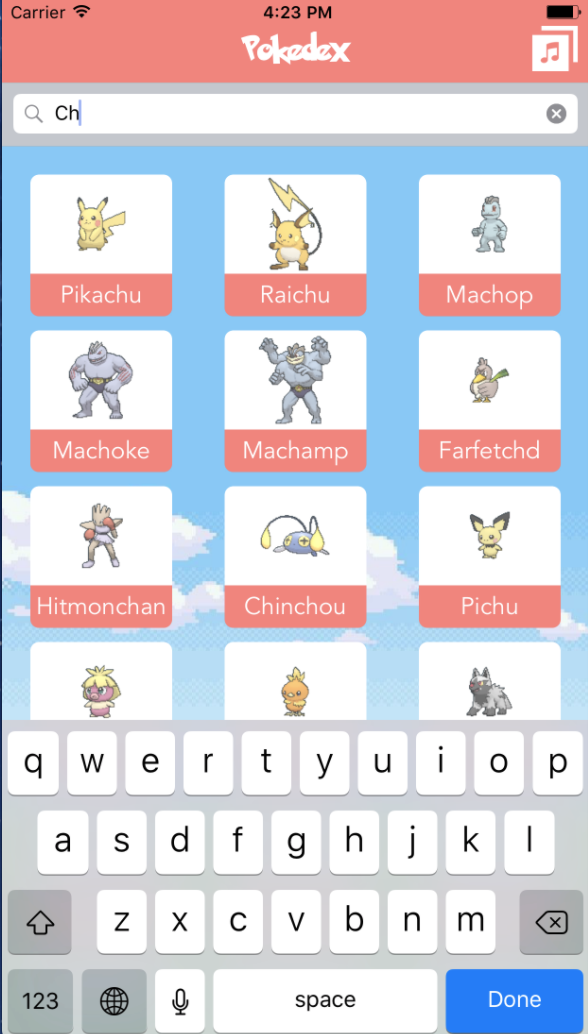 Carrier 4:23 PM
Pokedex
Ch
Pikachu Raichu Machop
Machoke Machamp Farfetchd
Hitmonchan Chinchou Pichu
q w e r t y u i o p
a s d f g h j k l
z x c v b n m
123 space Done